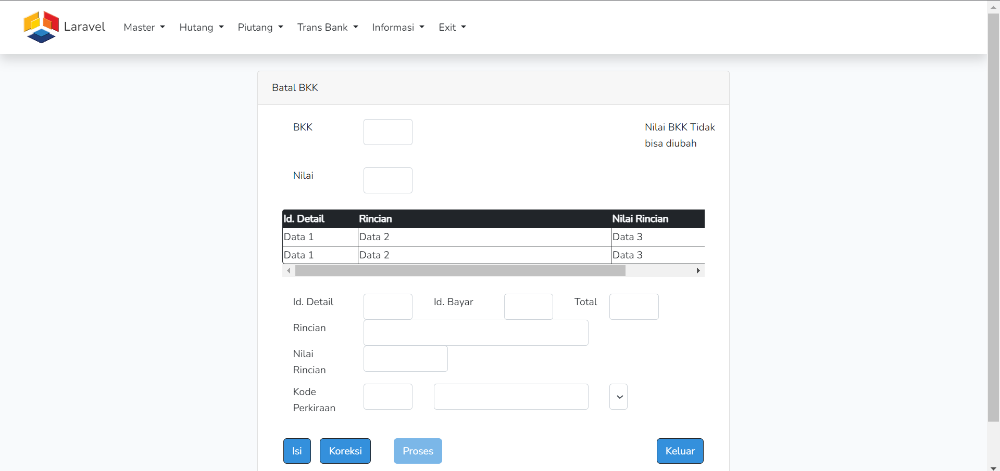 Laravel Master Hutang Piutang Trans Bank Informasi Exit
Batal BKK
BKK Nilai BKK Tidak
bisa diubah
Nilai
Id. Detail Rincian Nilai Rincian
Data 1 Data 2 Data 3
Data 1 Data 2 Data 3
Id. Detail Id. Bayar Total
Rincian
Nilai
Rincian
Kode
Perkiraan
Isi Koreksi Proses Keluar